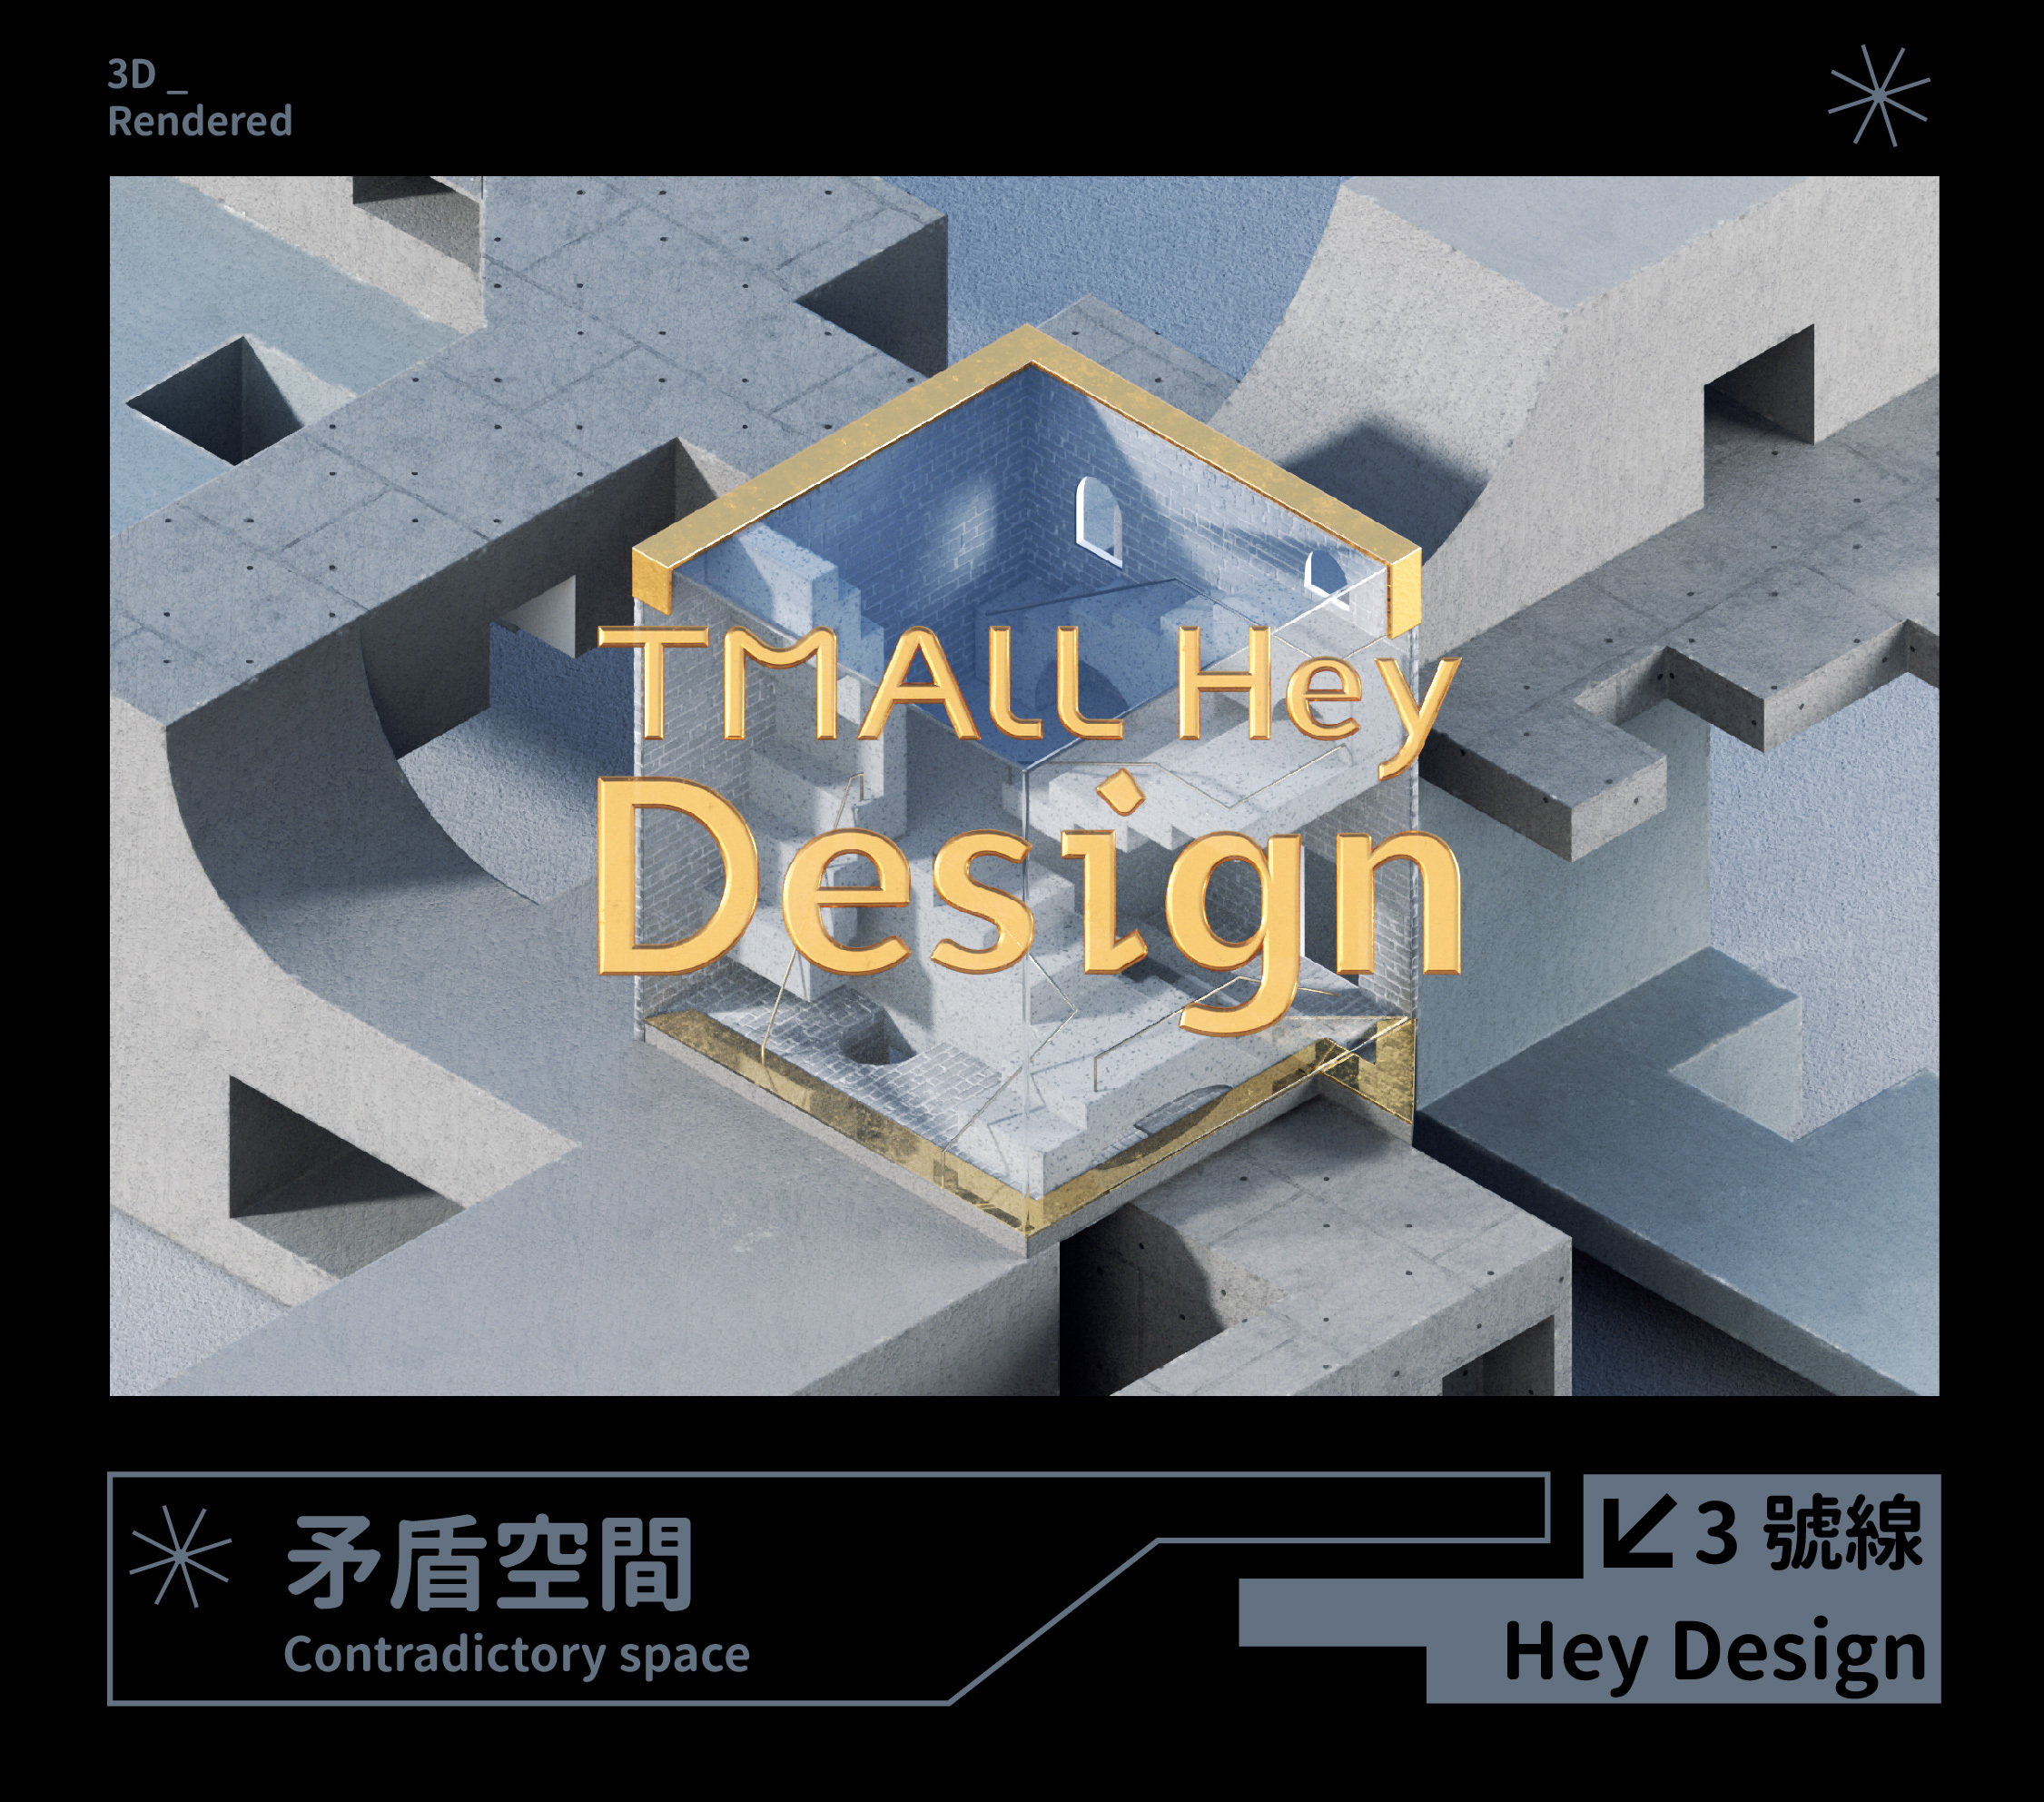 3D _
Rendered
TMALL Hey
Design
矛盾空間
Contradictory space
3 號線
Hey Design